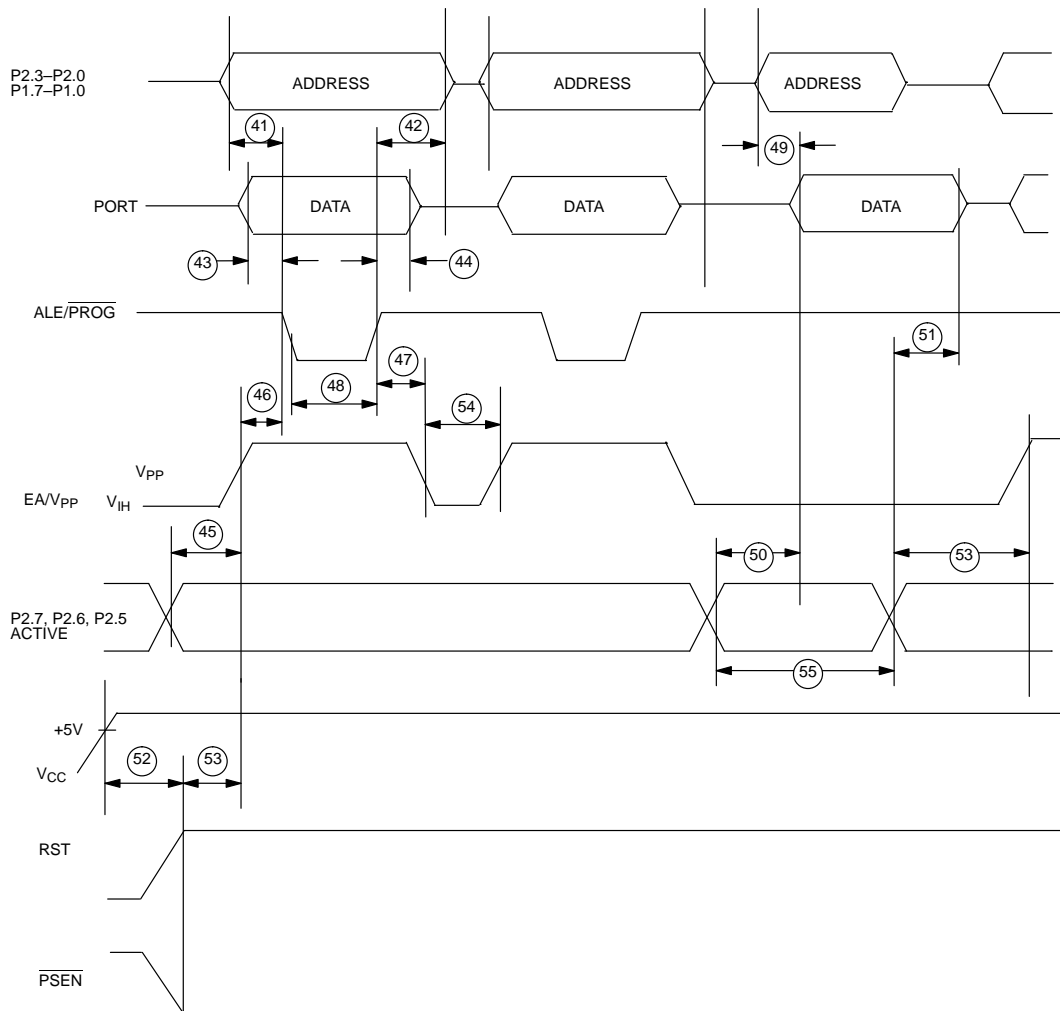 P2.3–P2.0
P1.7–P1.0
ADDRESS
ADDRESS
ADDRESS
41
42
49
PORT
DATA
DATA
DATA
43
44
ALE/PROG
51
47
48
46
54
VPP
EA/VPP
VIH
45
50
53
P2.7, P2.6, P2.5
ACTIVE
55
+5V
52
53
VCC
RST
PSEN